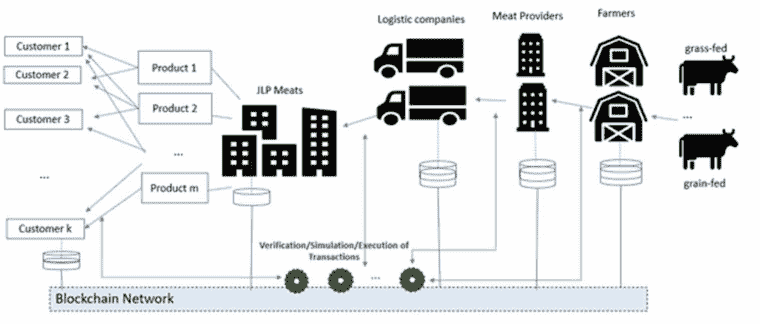 Logistic companies
Meat Providers
Farmers
Customer 1
Customer 2
Customer 3
...
Customer k
Product 1
Product 2
...
Product m
JLP Meats
grass-fed
...
grain-fed
Verification/Simulation/Execution of
Transactions
...
Blockchain Network